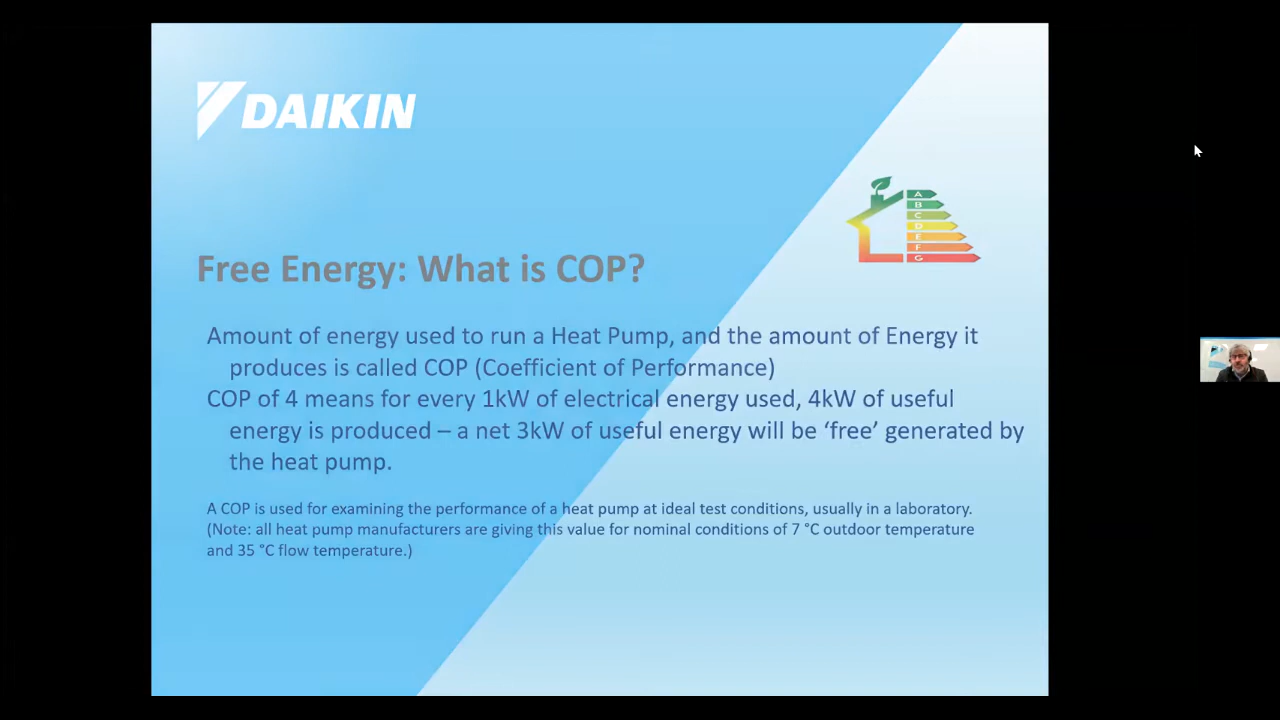 DAIKIN
A
B
C
D
E
F
G
Free Energy: What is COP?
Amount of energy used to run a Heat Pump, and the amount of Energy it
produces is called COP (Coefficient of Performance)
COP of 4 means for every 1kW of electrical energy used, 4kW of useful
energy is produced – a net 3kW of useful energy will be ‘free’ generated by
the heat pump.
A COP is used for examining the performance of a heat pump at ideal test conditions, usually in a laboratory.
(Note: all heat pump manufacturers are giving this value for nominal conditions of 7 °C outdoor temperature
and 35 °C flow temperature.)